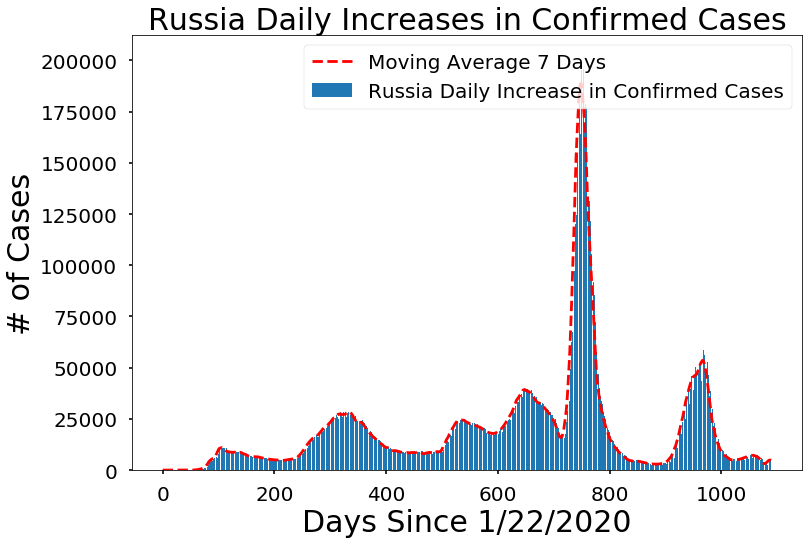 Russia Daily Increases in Confirmed Cases
Moving Average 7 Days
Russia Daily Increase in Confirmed Cases
# of Cases
200000
175000
150000
125000
100000
75000
50000
25000
0
0 200 400 600 800 1000
Days Since 1/22/2020